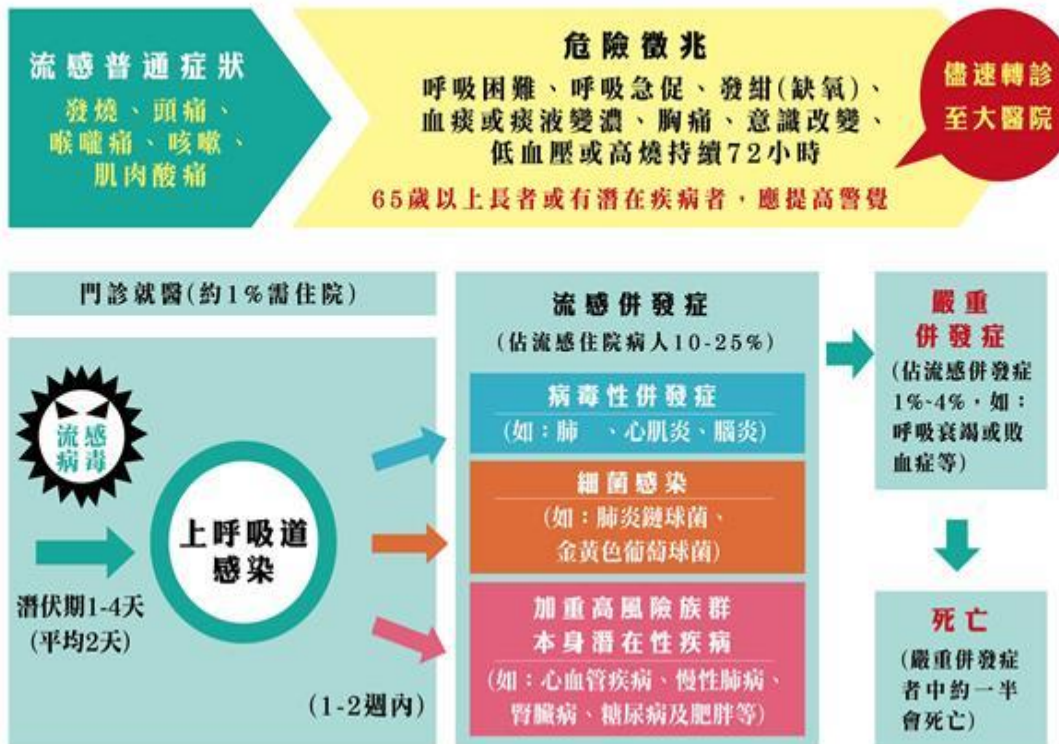 流感普通症狀
發燒、頭痛、
喉嚨痛、咳嗽、
肌肉酸痛
危險徵兆
呼吸困難、呼吸急促、發紺(缺氧)、
血痰或痰液變濃、胸痛、意識改變、
低血壓或高燒持續72小時
65歲以上長者或有潛在疾病者，應提高警覺
儘速轉診
至大醫院
門診就醫(約1%需住院)
流感
病毒
上呼吸道
感染
潛伏期1-4天
(平均2天)
(1-2週內)
流感併發症
(佔流感住院病人10-25%)
病毒性併發症
(如：肺 、心肌炎、腦炎)
細菌感染
(如：肺炎鏈球菌、
金黃色葡萄球菌)
加重高風險族群
本身潛在性疾病
(如：心血管疾病、慢性肺病、
腎臟病、糖尿病及肥胖等)
嚴重
併發症
(佔流感併發症
1%-4%，如：
呼吸衰竭或敗
血症等)
死亡
(嚴重併發症
者中約一半
會死亡)